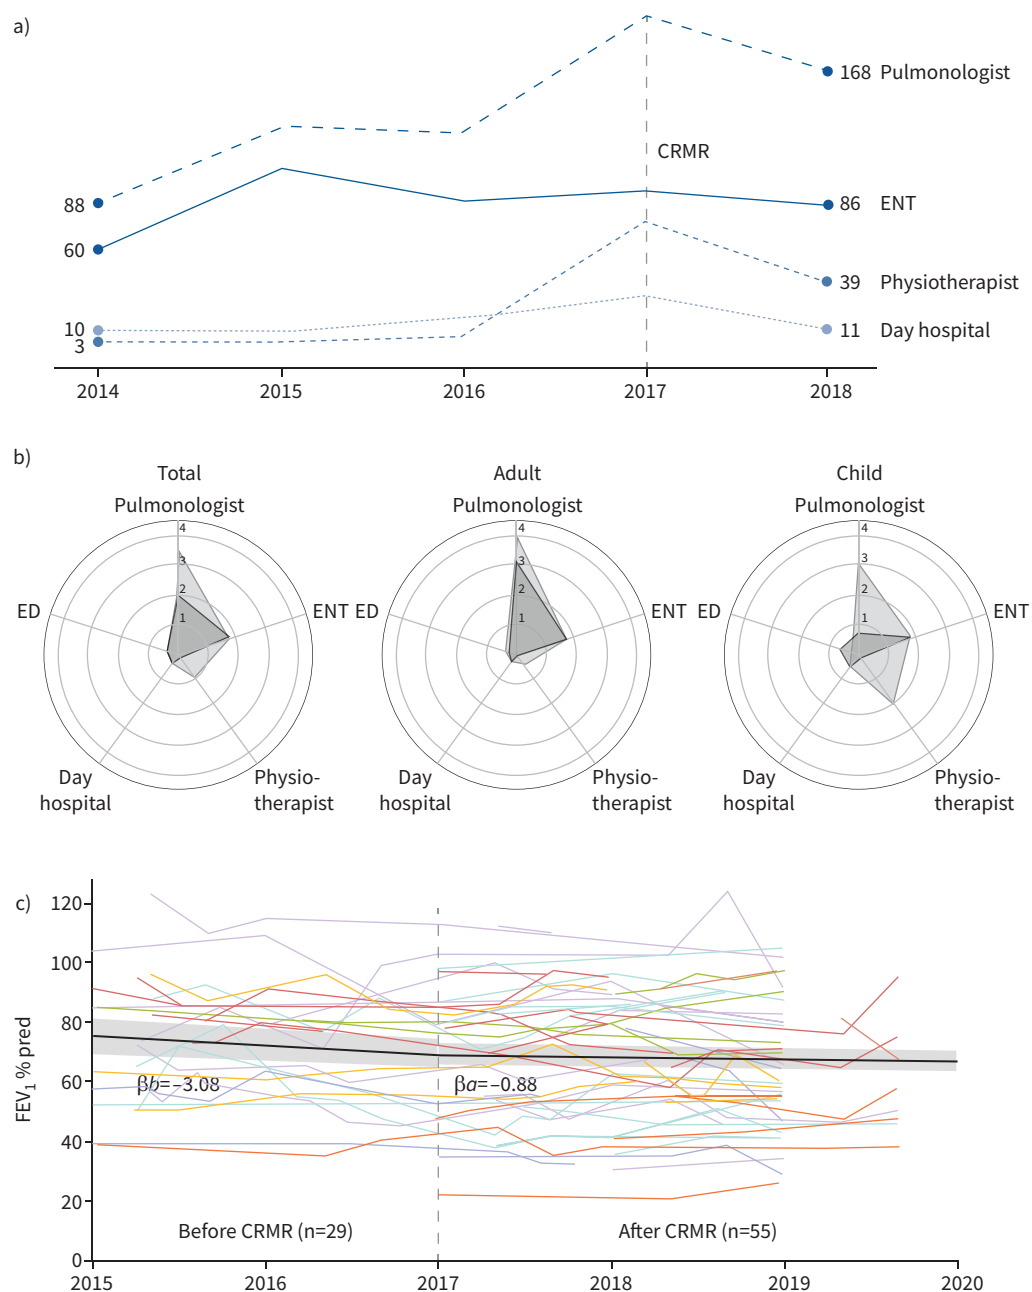 a)
168 Pulmonologist
CRMR
88
86 ENT
60
39 Physiotherapist
10
11 Day hospital
3
2014 2015 2016 2017 2018
b)
Total Adult Child
Pulmonologist Pulmonologist Pulmonologist
4 4 4
3 3 3
2 2 2
1 1 1
ED ENT ED ENT ED ENT
Day Physio- Day Physio- Day Physio-
hospital therapist hospital therapist hospital therapist
c)
120
100
80
60
40
20
0
FEV1 % pred
βb=−3.08 βa=−0.88
Before CRMR (n=29) After CRMR (n=55)
2015 2016 2017 2018 2019 2020